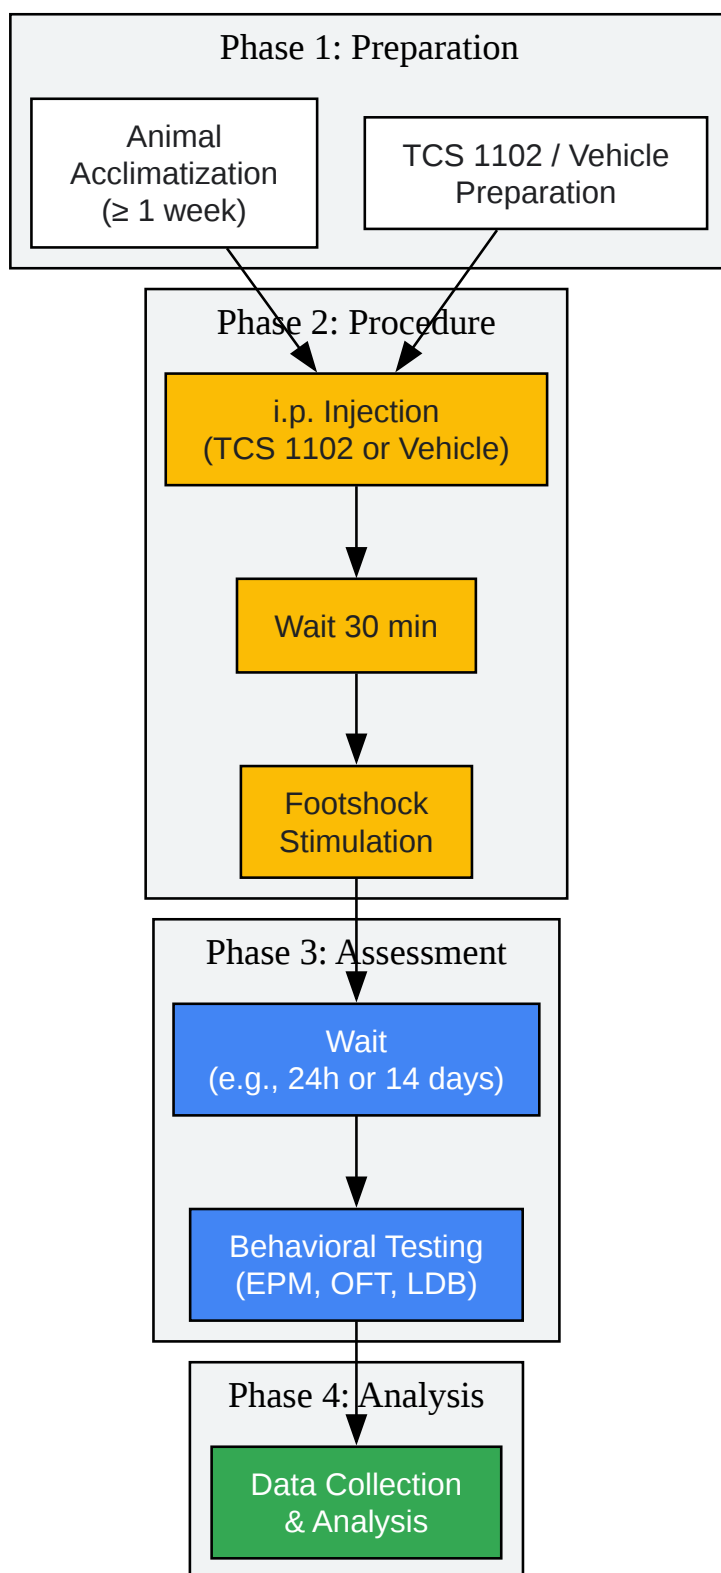 Phase 1: Preparation
Animal
Acclimatization
(≥ 1 week)
TCS 1102 / Vehicle
Preparation
Phase 2: Procedure
i.p. Injection
(TCS 1102 or Vehicle)
Wait 30 min
Footshock
Stimulation
Phase 3: Assessment
Wait
(e.g., 24h or 14 days)
Behavioral Testing
(EPM, OFT, LDB)
Phase 4: Analysis
Data Collection
& Analysis